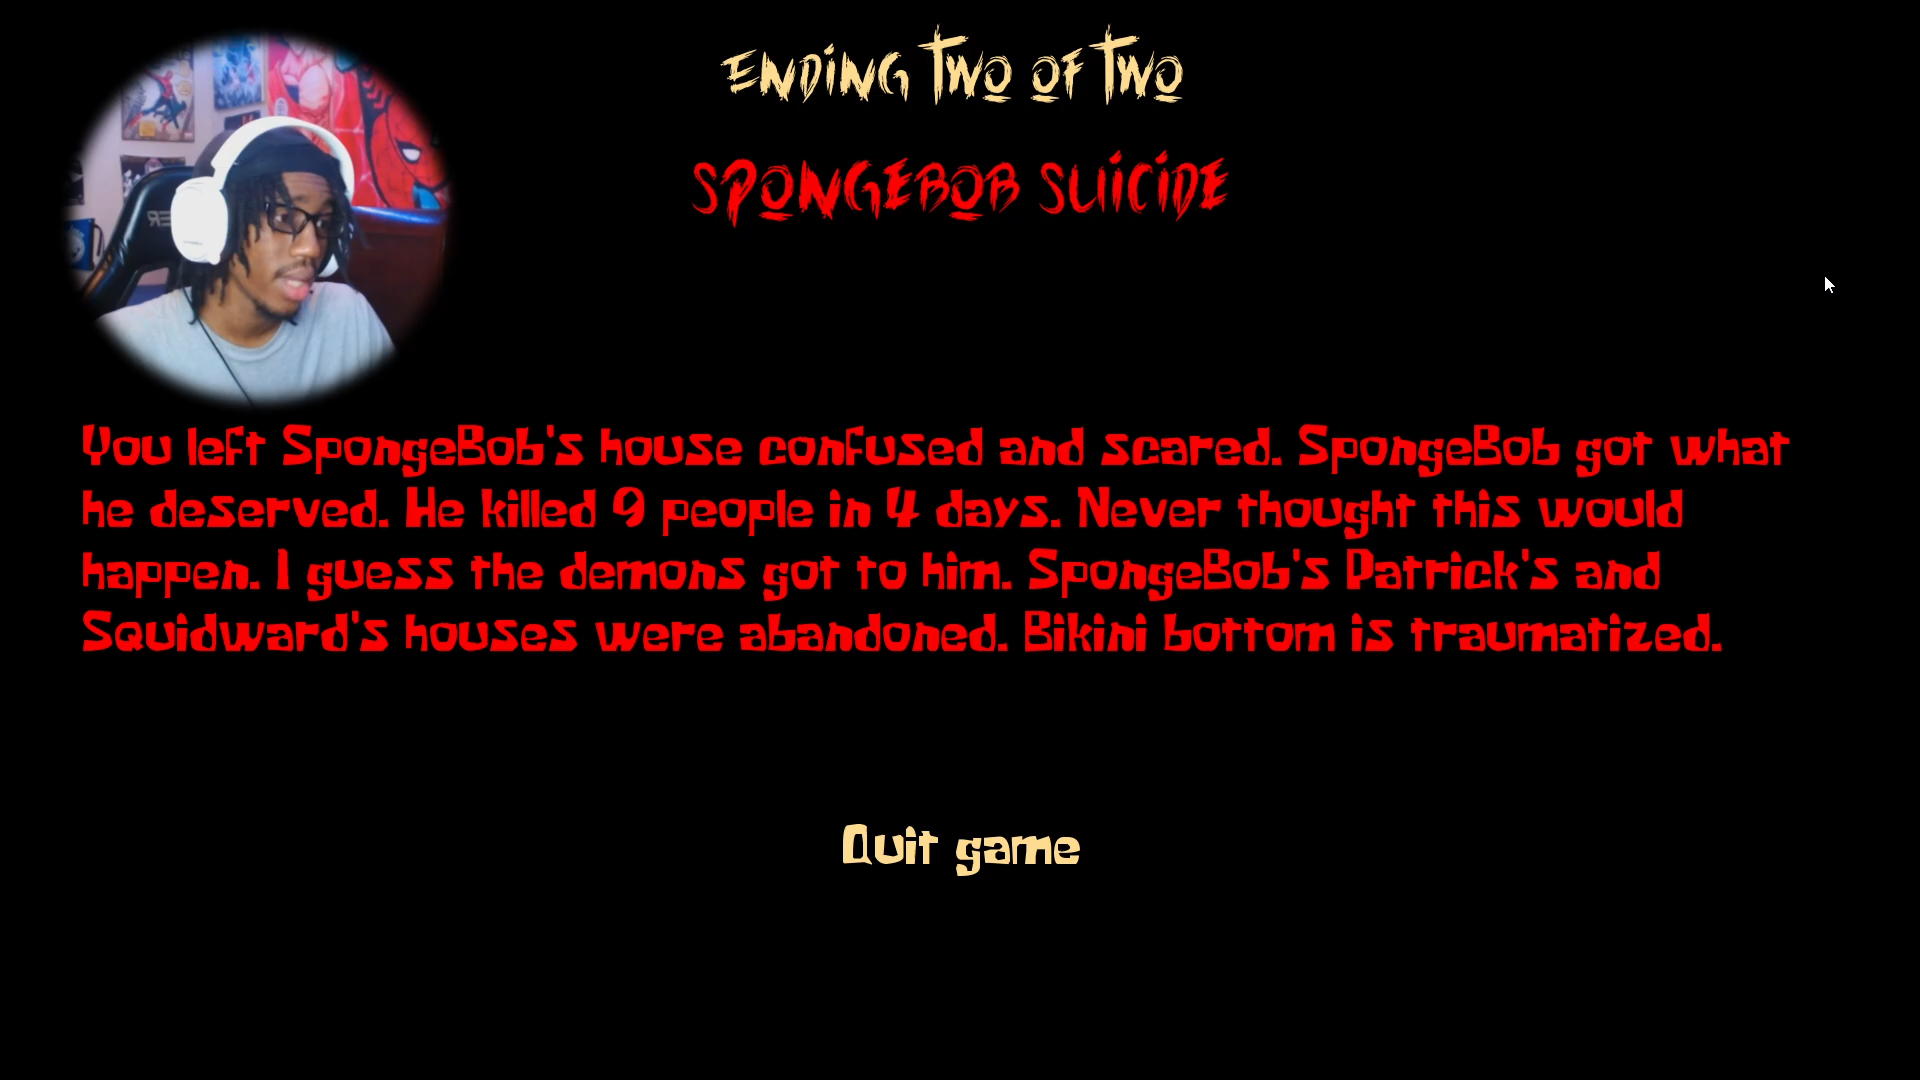 ENDING TWO OF TWO
SPONGEBOB SUICIDE
You left SpongeBob's house confused and scared. SpongeBob got what
he deserved. He killed 9 people in 4 days. Never thought this would
happen. I guess the demons got to him. SpongeBob's Patrick's and
Squidward's houses were abandoned. Bikini bottom is traumatized.
Quit game